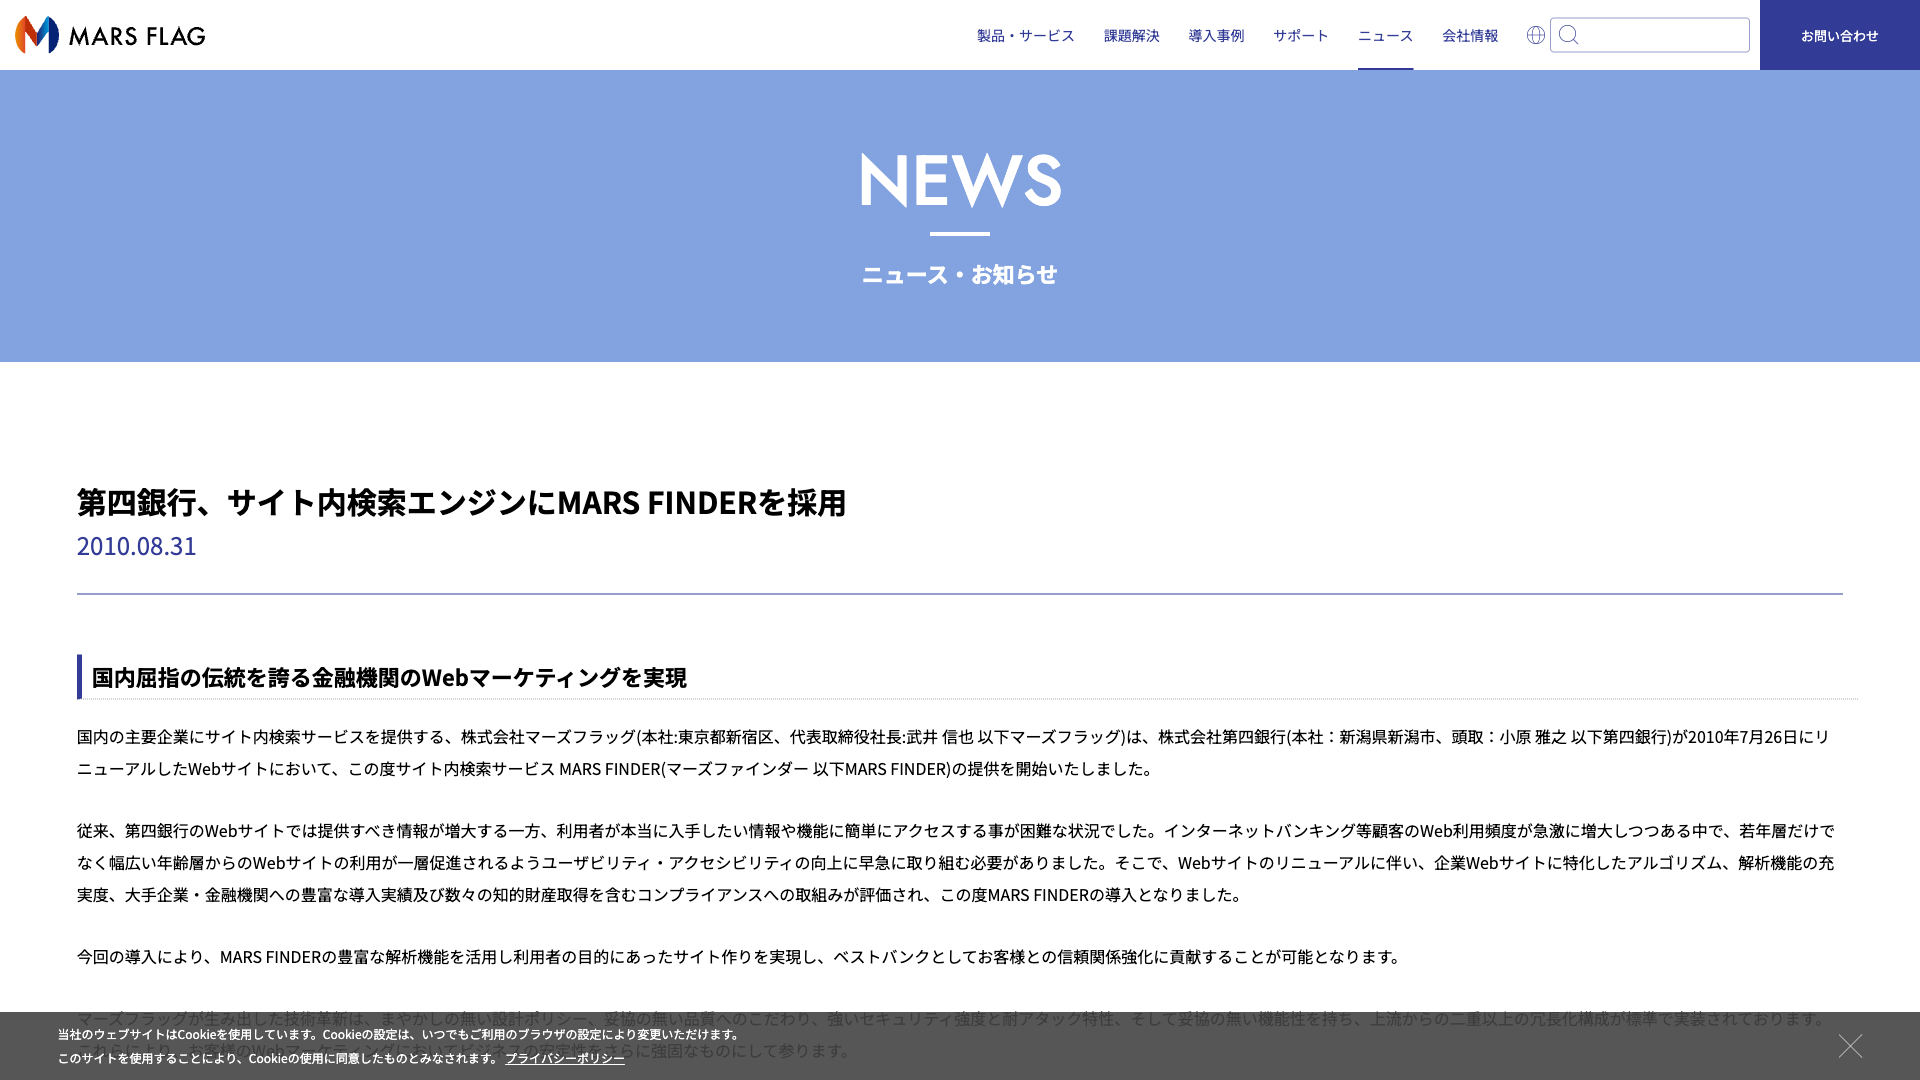 MARS FLAG
製品・サービス
課題解決
導入事例
サポート
ニュース
会社情報
お問い合わせ
NEWS
ニュース・お知らせ
第四銀行、サイト内検索エンジンにMARS FINDERを採用
2010.08.31
国内屈指の伝統を誇る金融機関のWebマーケティングを実現
国内の主要企業にサイト内検索サービスを提供する、株式会社マーズフラッグ(本社:東京都新宿区、代表取締役社長:武井 信也 以下マーズフラッグ)は、株式会社第四銀行(本社：新潟県新潟市、頭取：小原 雅之 以下第四銀行)が2010年7月26日にリ
ニューアルしたWebサイトにおいて、この度サイト内検索サービス MARS FINDER(マーズファインダー 以下MARS FINDER)の提供を開始いたしました。
従来、第四銀行のWebサイトでは提供すべき情報が増大する一方、利用者が本当に入手したい情報や機能に簡単にアクセスする事が困難な状況でした。インターネットバンキング等顧客のWeb利用頻度が急激に増大しつつある中で、若年層だけで
なく幅広い年齢層からのWebサイトの利用が一層促進されるようユーザビリティ・アクセシビリティの向上に早急に取り組む必要がありました。そこで、Webサイトのリニューアルに伴い、企業Webサイトに特化したアルゴリズム、解析機能の充
実度、大手企業・金融機関への豊富な導入実績及び数々の知的財産取得を含むコンプライアンスへの取組みが評価され、この度MARS FINDERの導入となりました。
今回の導入により、MARS FINDERの豊富な解析機能を活用し利用者の目的にあったサイト作りを実現し、ベストバンクとしてお客様との信頼関係強化に貢献することが可能となります。
マーズフラッグが生み出した技術革新は、まやかしの無い設計ポリシー、妥協の無い品質へのこだわり、強いセキュリティ強度と耐アタック特性、そして妥協の無い機能性を持ち、上流からの二重以上の冗長化構成が標準で実装されております。
これらにより、お客様のWebマーケティングにおいてビジネスの安定性をさらに強固なものにして参ります。
当社のウェブサイトはCookieを使用しています。Cookieの設定は、いつでもご利用のブラウザの設定により変更いただけます。
このサイトを使用することにより、Cookieの使用に同意したものとみなされます。 プライバシーポリシー